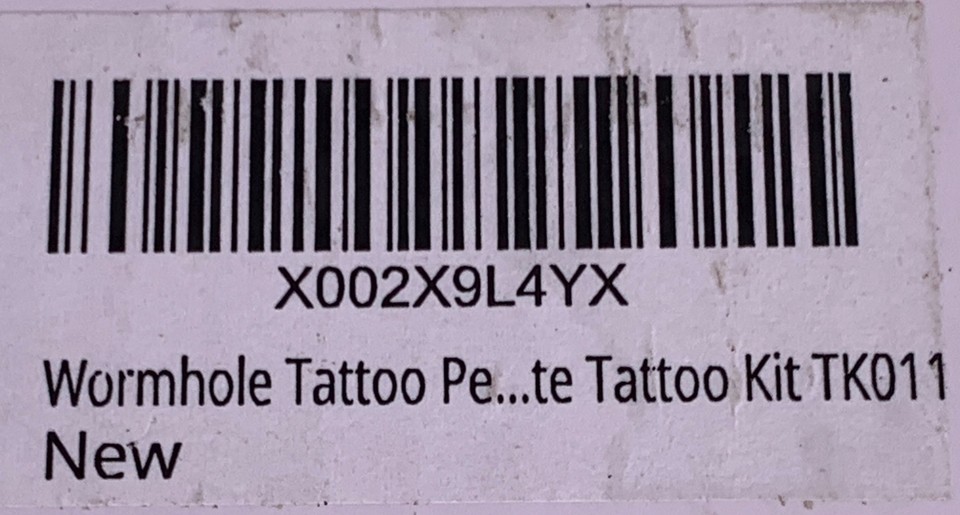 X002X9L4YX
Wormhole Tattoo Pe...te Tattoo Kit TK011
New